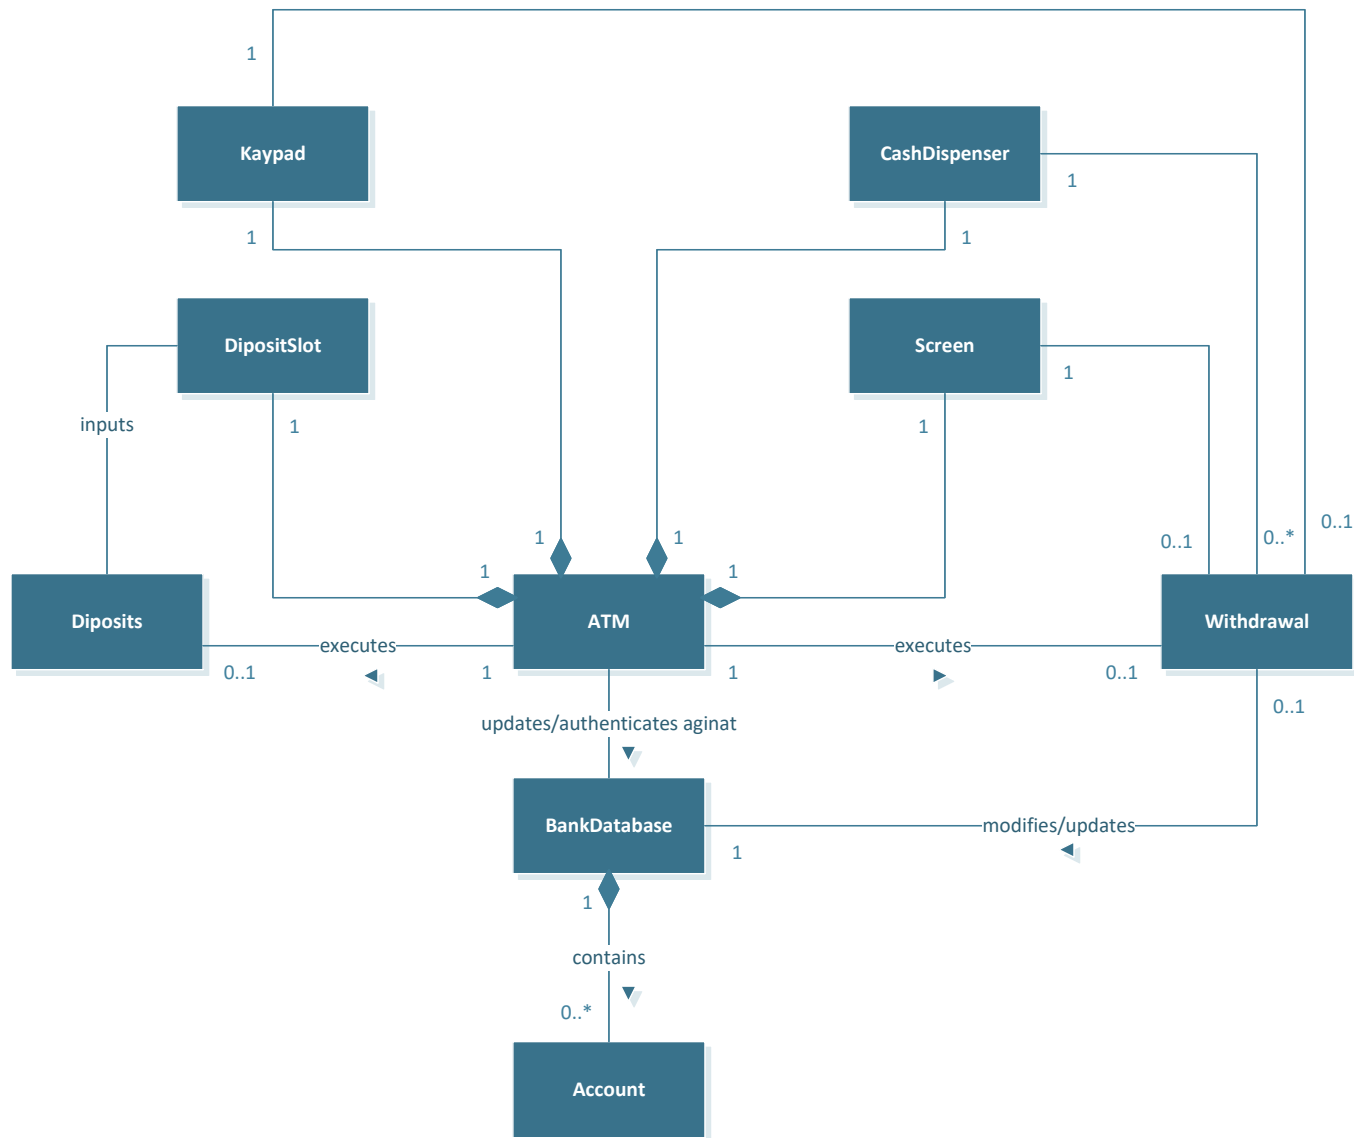 1
Kaypad
CashDispenser
1
1
1
DipositSlot
Screen
1
inputs
1
1
0..1
1
1
0..1
0..*
1
1
Diposits
ATM
Withdrawal
executes
executes
0..1
1
1
0..1
0..1
updates/authenticates aginat
BankDatabase
modifies/updates
1
1
contains
0..*
Account